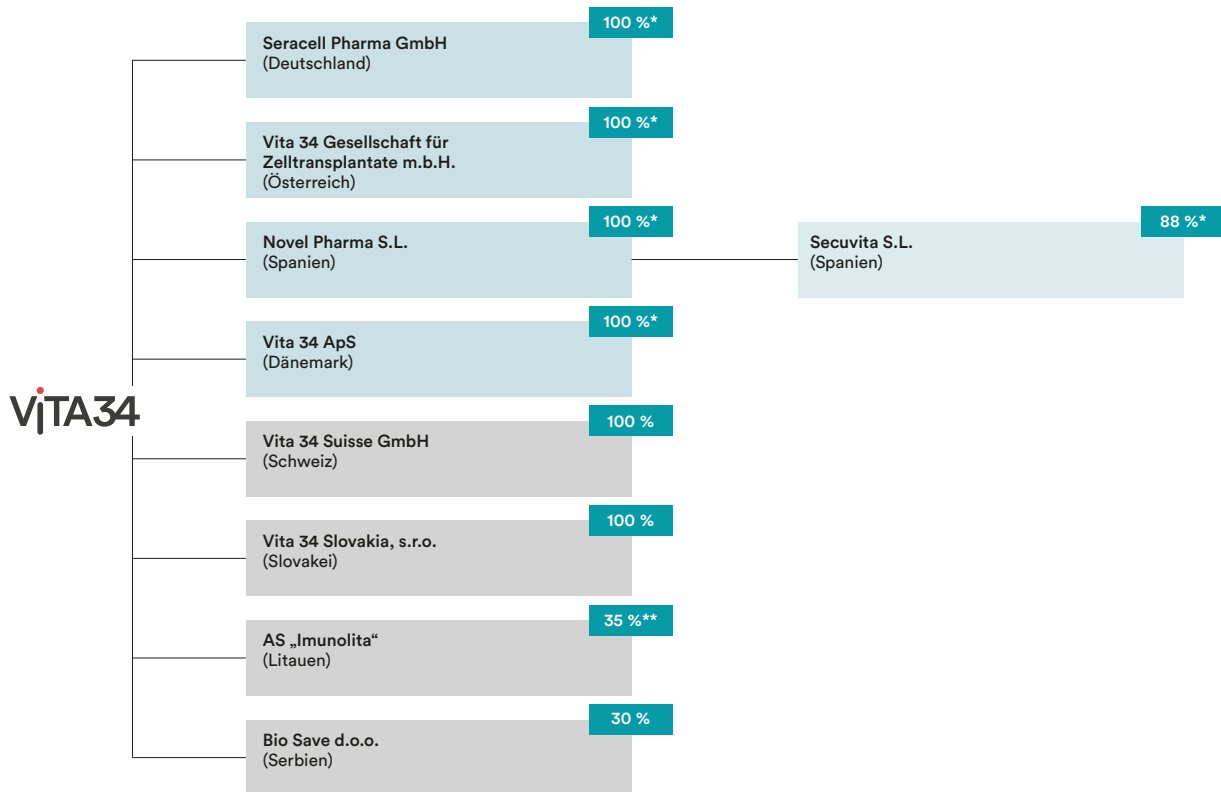 100 %*
Seracell Pharma GmbH
(Deutschland)
100 %*
Vita 34 Gesellschaft für
Zelltransplantate m.b.H.
(Österreich)
100 %*
Novel Pharma S.L.
(Spanien)
88 %*
Secuvita S.L.
(Spanien)
100 %*
Vita 34 ApS
(Dänemark)
ViTA34
100 %
Vita 34 Suisse GmbH
(Schweiz)
100 %
Vita 34 Slovakia, s.r.o.
(Slovakei)
35 %**
AS „Imunolita“
(Litauen)
30 %
Bio Save d.o.o.
(Serbien)